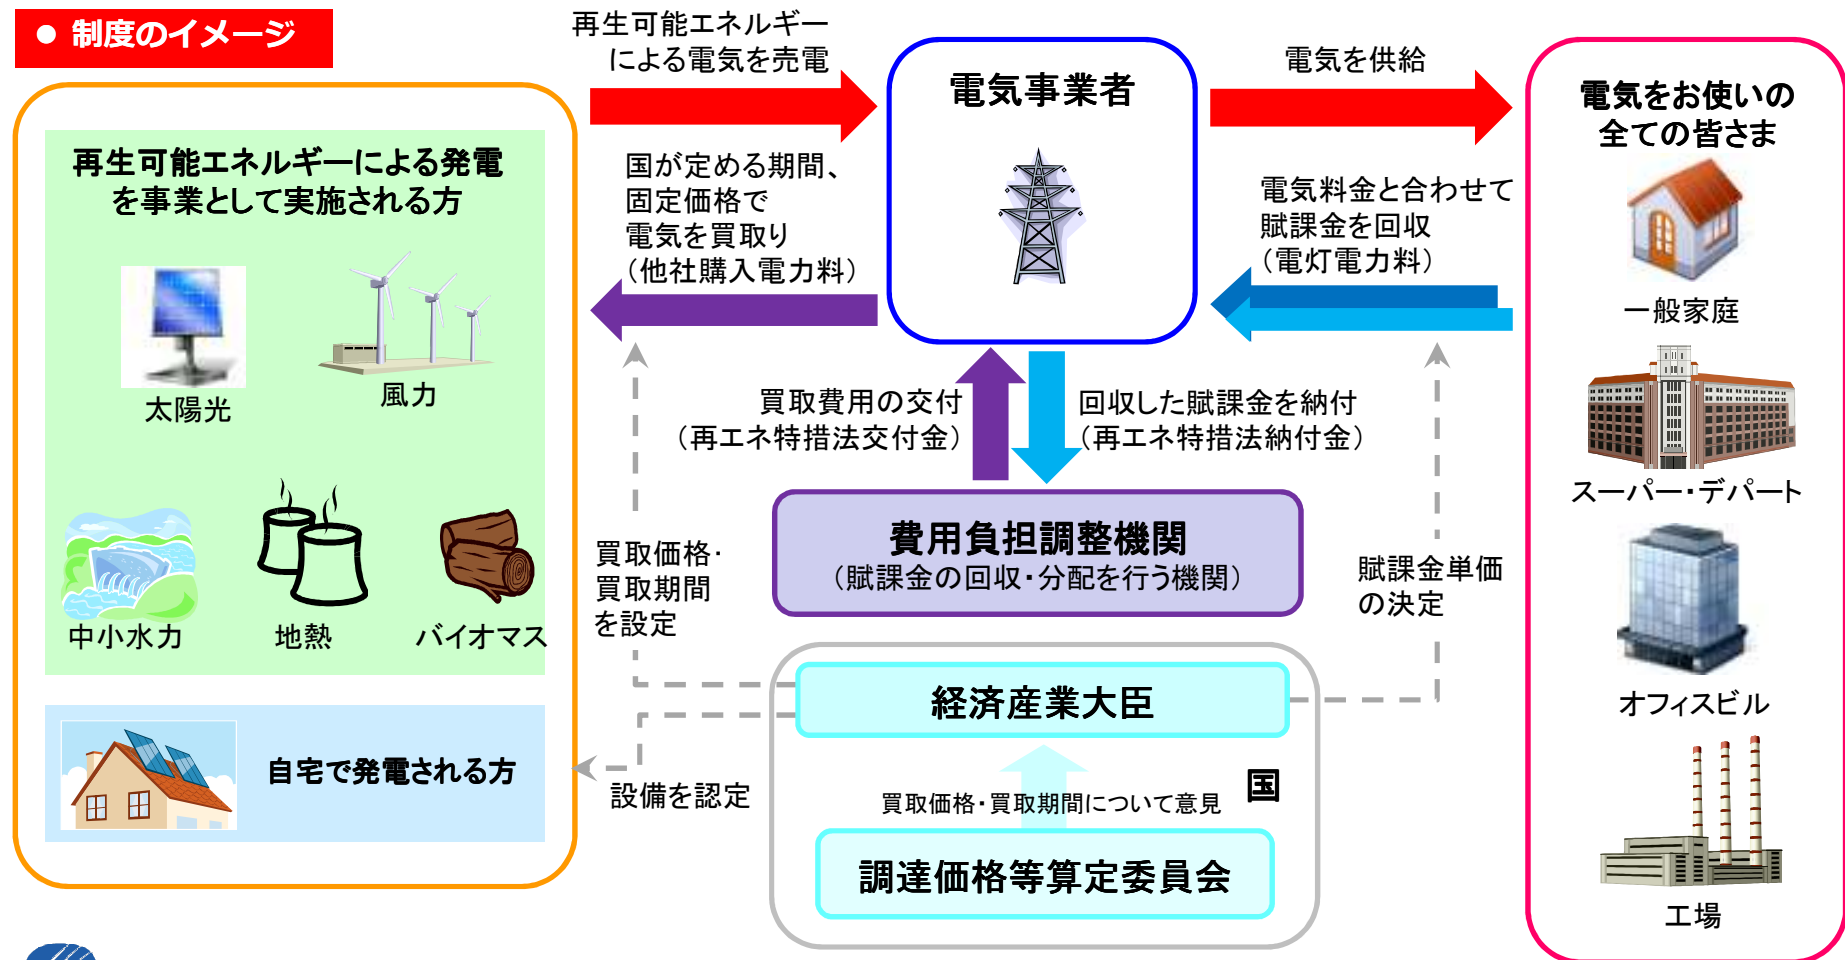 ● 制度のイメージ
再生可能エネルギーによる発電
を事業として実施される方
太陽光
風力
中小水力
地熱
バイオマス
自宅で発電される方
再生可能エネルギー
による電気を売電
国が定める期間、
固定価格で
電気を買取り
（他社購入電力料）
電気事業者
電気を供給
電気料金と合わせて
賦課金を回収
（電灯電力料）
買取費用の交付
（再エネ特措法交付金）
回収した賦課金を納付
（再エネ特措法納付金）
費用負担調整機関
（賦課金の回収・分配を行う機関）
買取価格・
買取期間
を設定
賦課金単価
の決定
経済産業大臣
設備を認定
買取価格・買取期間について意見
国
調達価格等算定委員会
電気をお使いの
全ての皆さま
一般家庭
スーパー・デパート
オフィスビル
工場